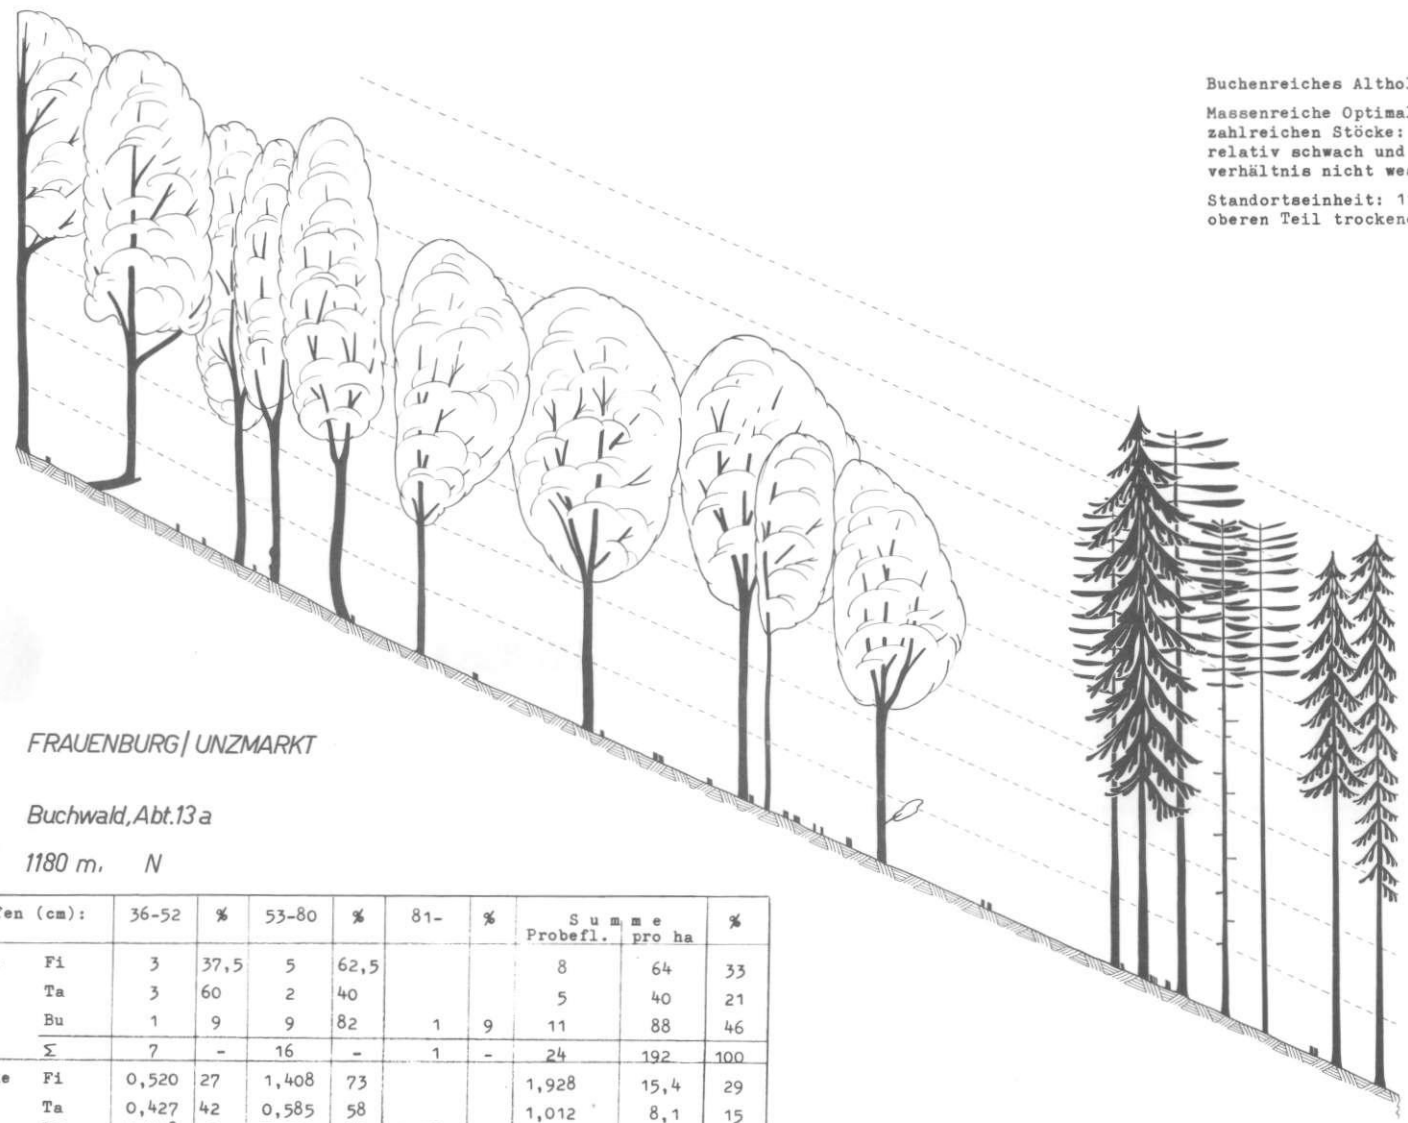 Buchenreiches Althol
Massenreiche Optimal
zahlreichen Stöcke:
relativ schwach und
verhältnis nicht we
Standortseinheit: 1
oberen Teil trocken
FRAUENBURG/ UNZMARKT
Buchwald, Abt. 13 a
1180 m. N
fen (cm): 36-52 % 53-80 % 81- % Summe %
Probefl. pro ha
Fi 3 37,5 5 62,5 8 64 33
Ta 3 60 2 40 5 40 21
Bu 1 9 9 82 1 9 11 88 46
Σ 7 - 16 - 1 - 24 192 100
e Fi 0,520 27 1,408 73 1,928 15,4 29
Ta 0,427 42 0,585 58 1,012 8,1 15